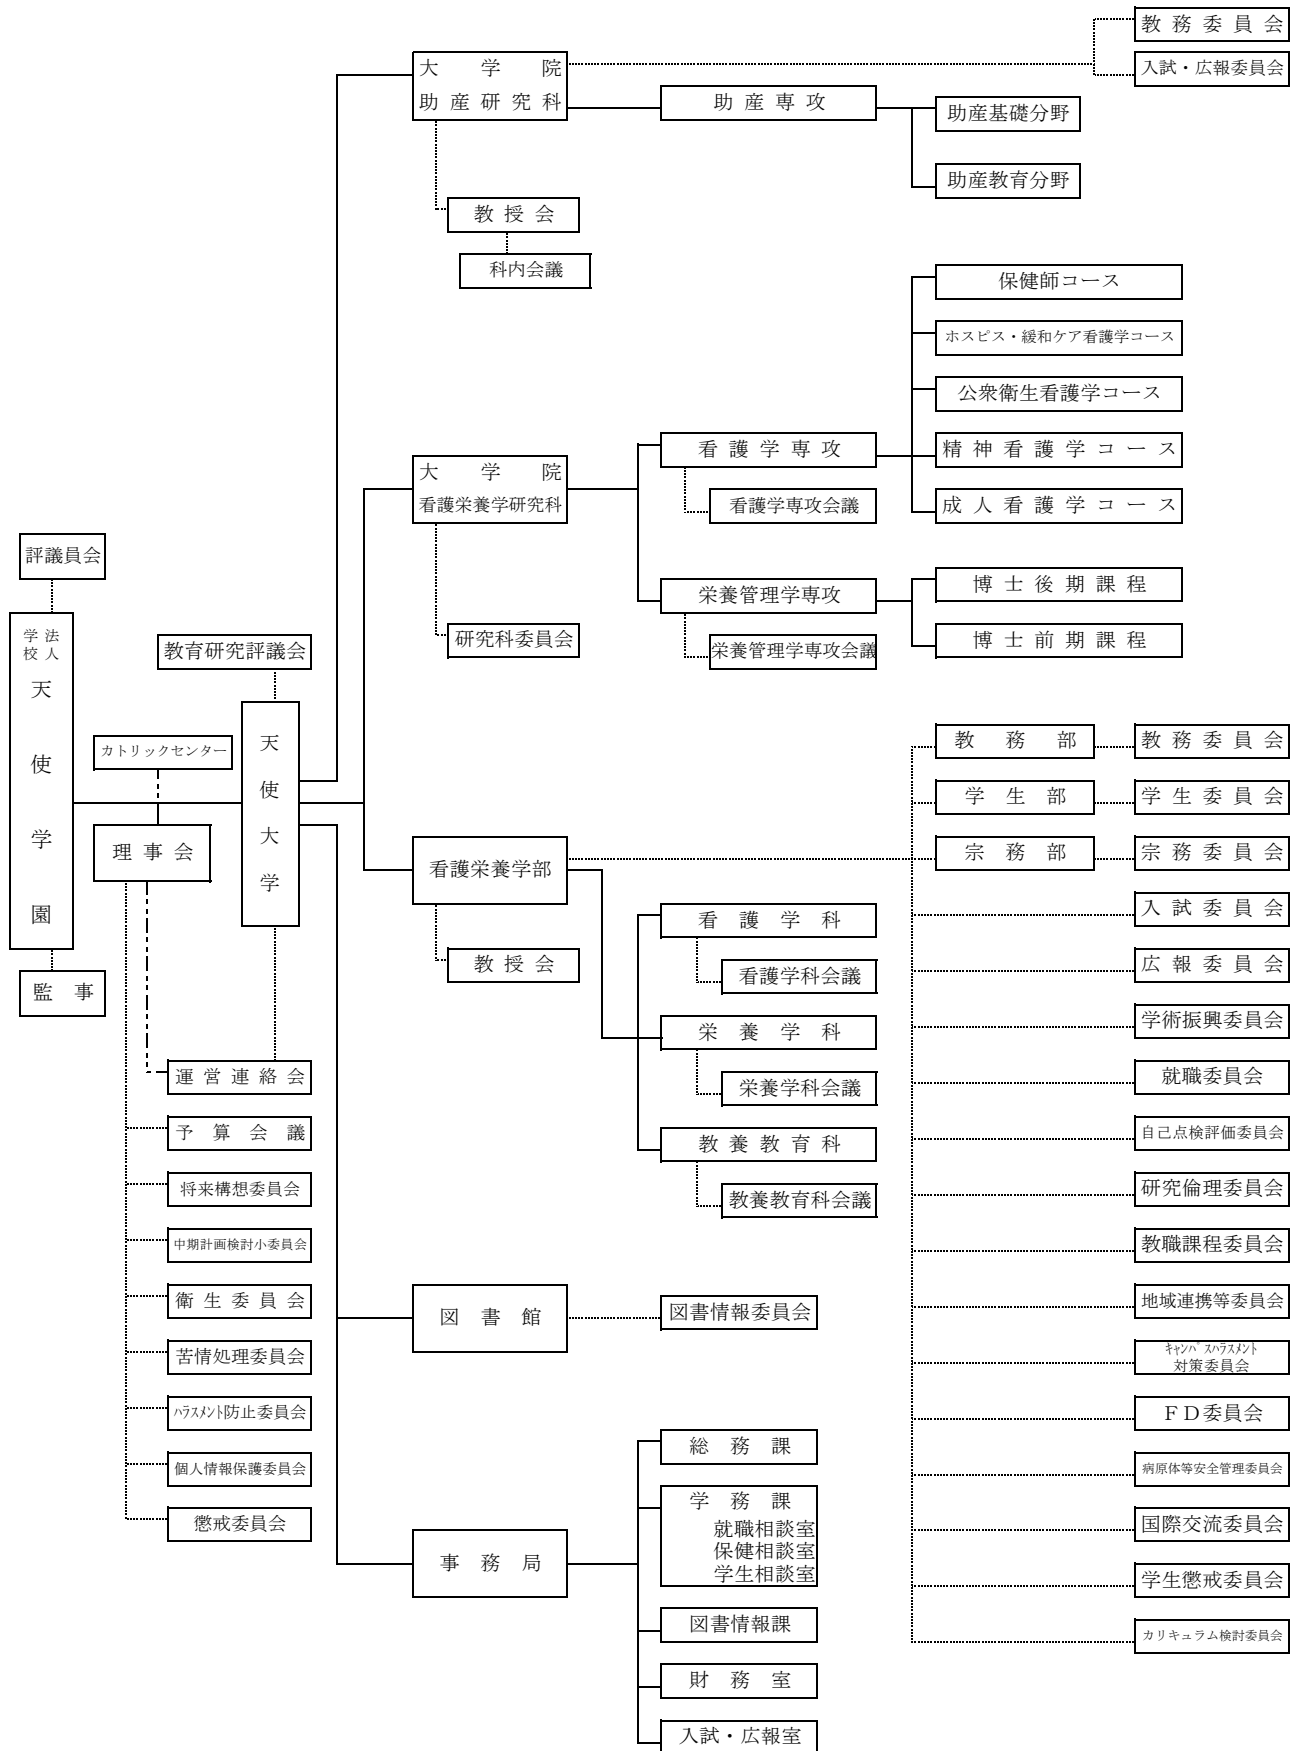 教務委員会
大学院
助産研究科
入試・広報委員会
助産専攻
助産基礎分野
助産教育分野
教授会
科内会議
保健師コース
ホスピス・緩和ケア看護学コース
公衆衛生看護学コース
大学院
看護栄養学研究科
看護学専攻
精神看護学コース
看護学専攻会議
成人看護学コース
評議員会
学校法人
天使学園
監事
研究科委員会
栄養管理学専攻
栄養管理学専攻会議
博士後期課程
博士前期課程
教育研究評議会
カトリックセンター
天使大学
理事会
運営連絡会
予算会議
将来構想委員会
中期計画検討小委員会
衛生委員会
苦情処理委員会
ハラスメント防止委員会
個人情報保護委員会
懲戒委員会
看護栄養学部
教授会
看護学科
看護学科会議
栄養学科
栄養学科会議
教養教育科
教養教育科会議
図書館
図書情報委員会
事務局
総務課
学務課
就職相談室
保健相談室
学生相談室
図書情報課
財務室
入試・広報室
教務部
教務委員会
学生部
学生委員会
宗務部
宗務委員会
入試委員会
広報委員会
学術振興委員会
就職委員会
自己点検評価委員会
研究倫理委員会
教職課程委員会
地域連携等委員会
キャンパスハラスメント
対策委員会
ＦＤ委員会
病原体等安全管理委員会
国際交流委員会
学生懲戒委員会
カリキュラム検討委員会